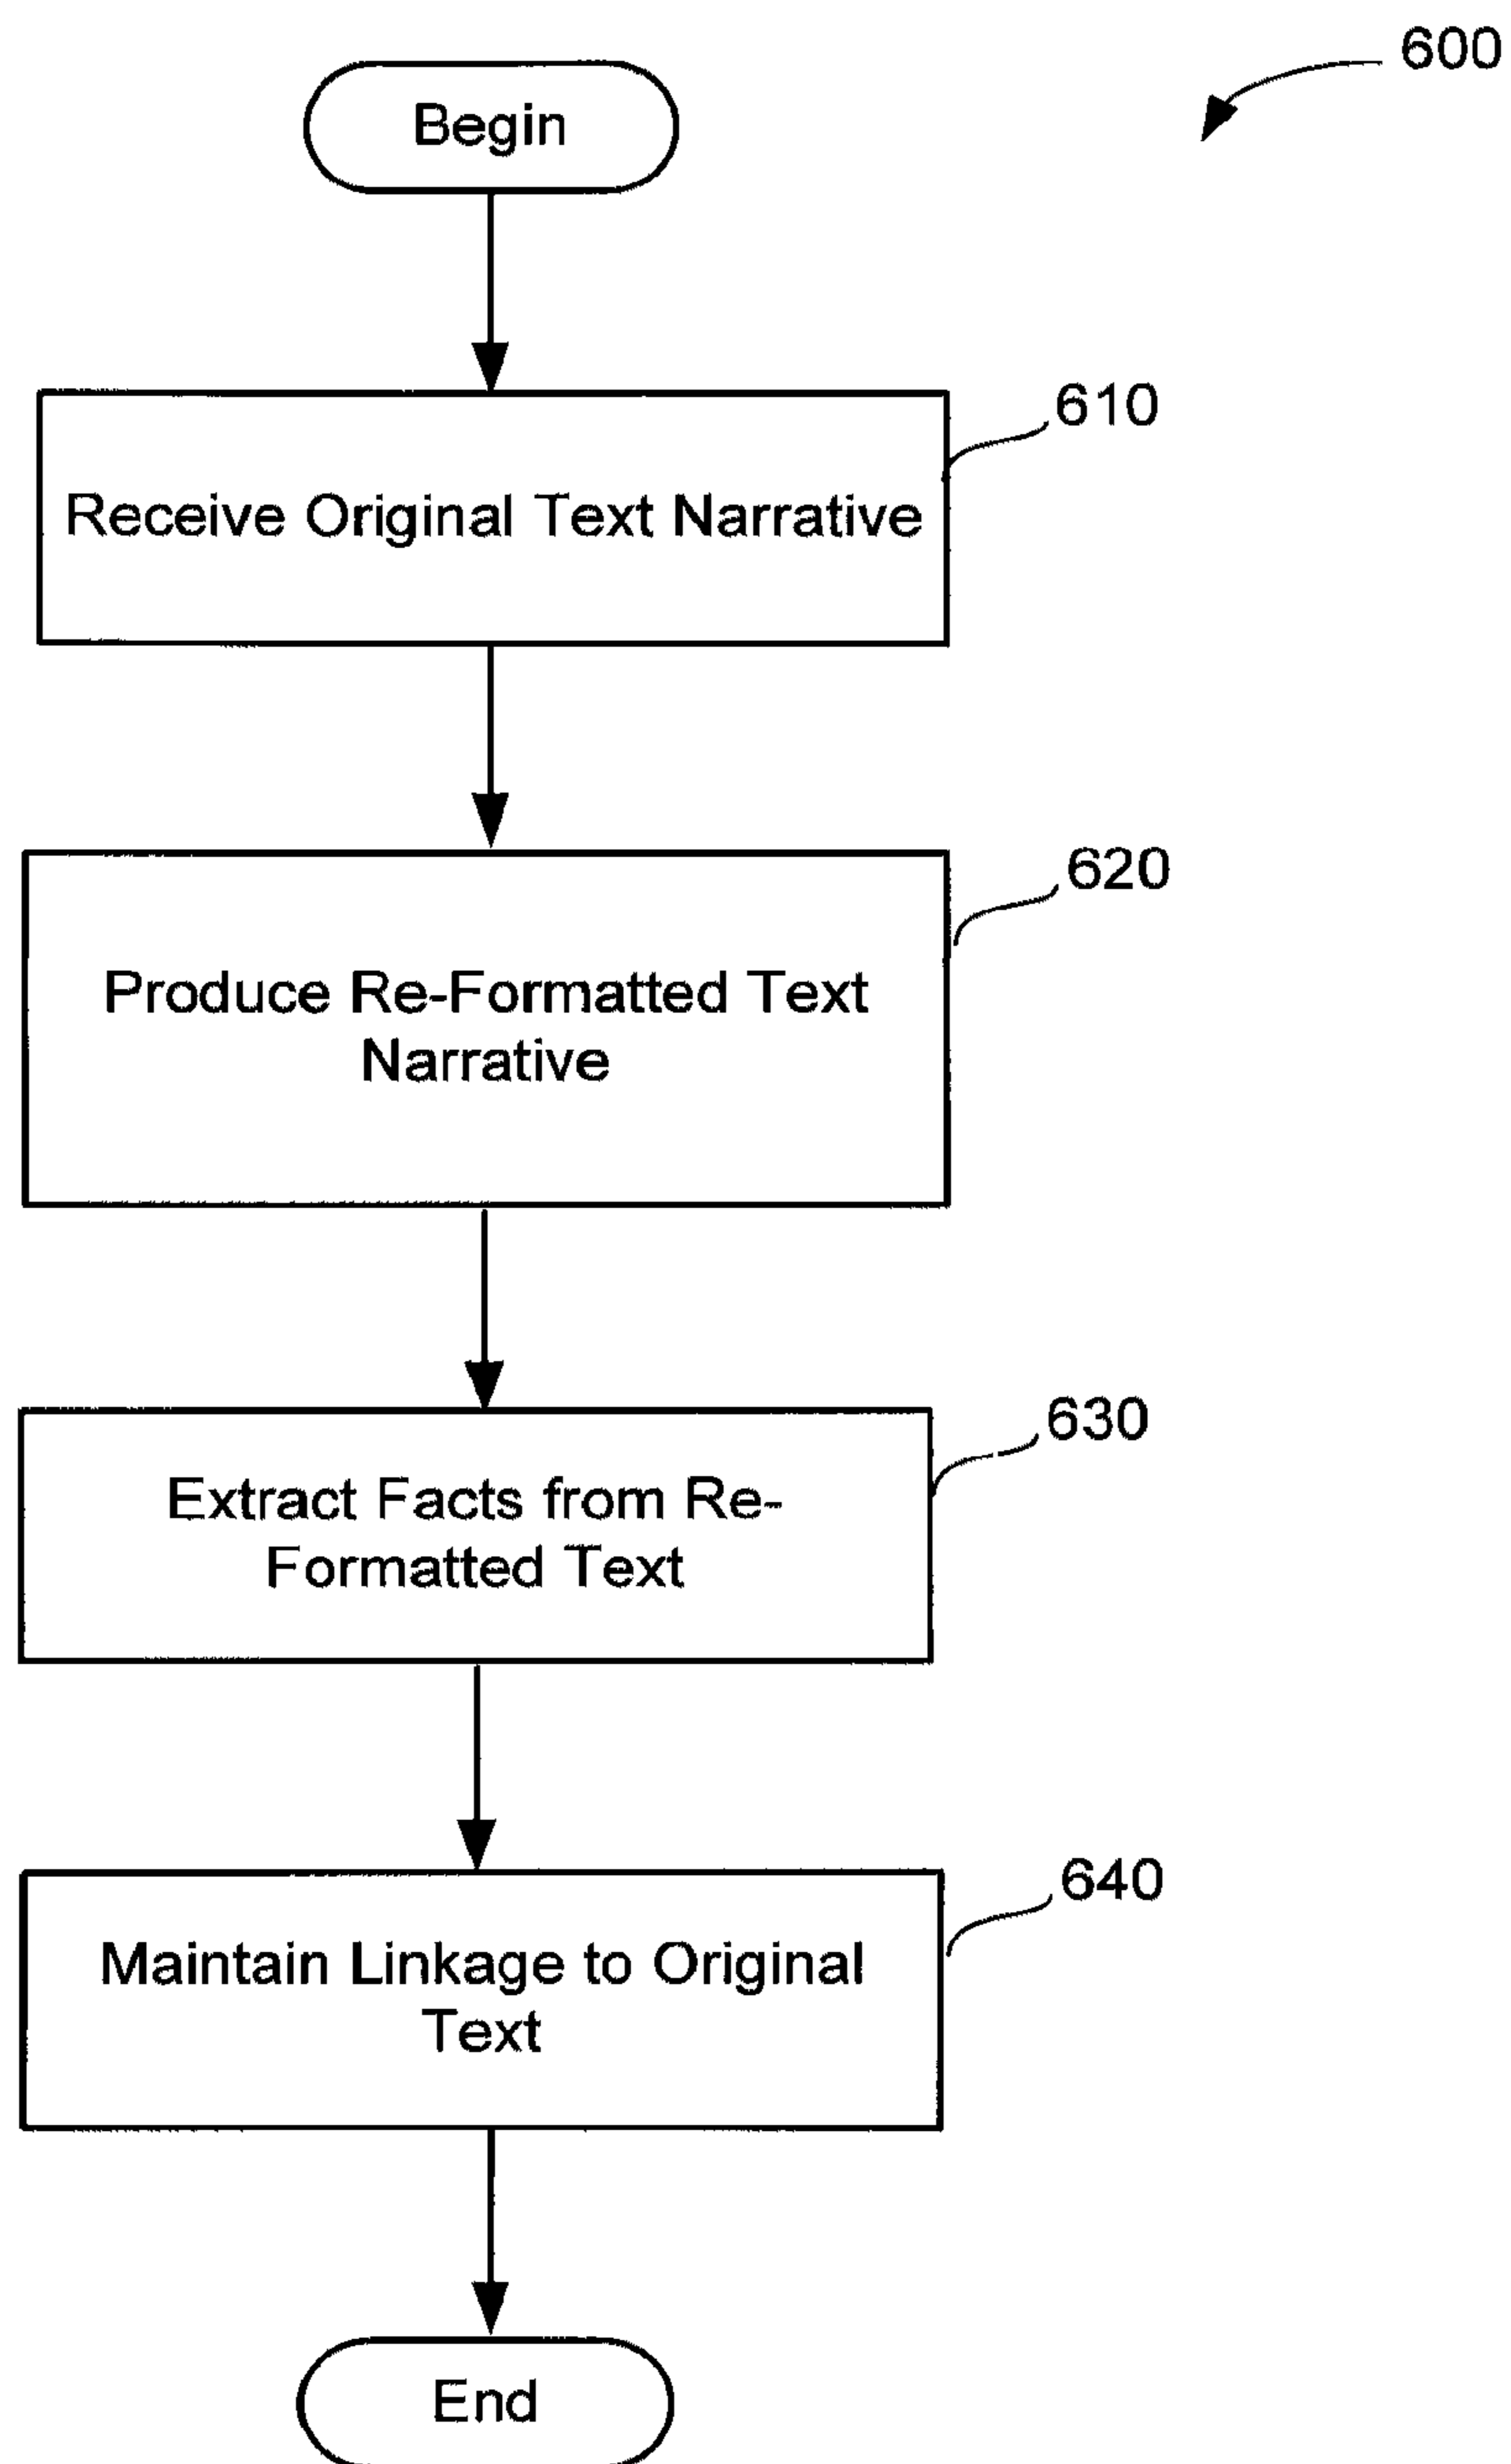 600
Begin
610
Receive Original Text Narrative
620
Produce Re-Formatted Text
Narrative
630
Extract Facts from Re-
Formatted Text
640
Maintain Linkage to Original
Text
End